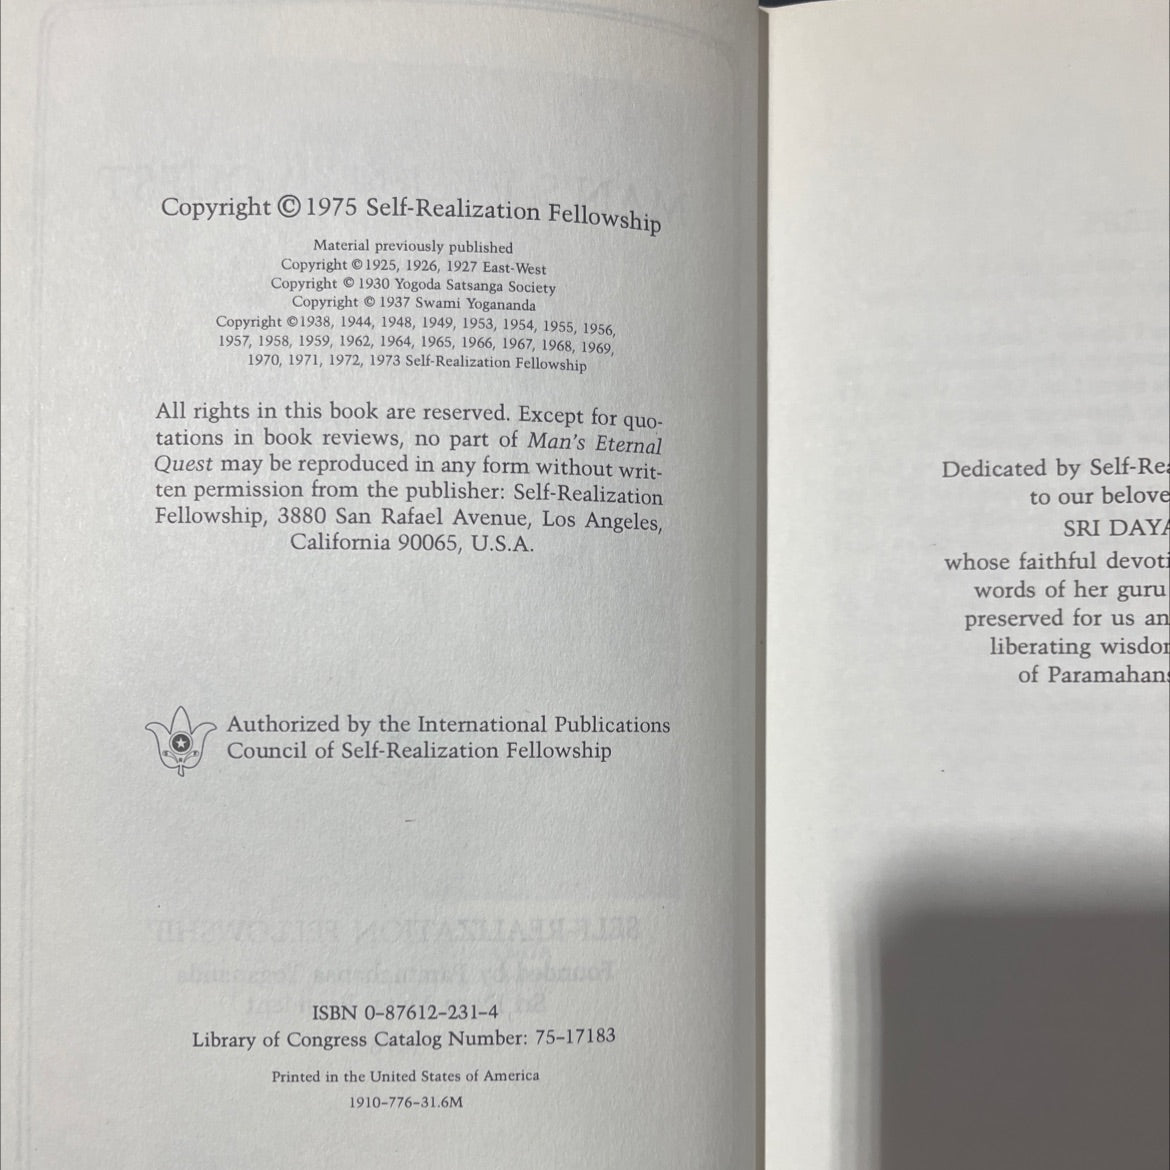 Copyright © 1975 Self-Realization Fellowship
Material previously published
Copyright © 1925, 1926, 1927 East-West
Copyright © 1930 Yogoda Satsanga Society
Copyright © 1937 Swami Yogananda
Copyright ©1938, 1944, 1948, 1949, 1953, 1954, 1955, 1956,
1957, 1958, 1959, 1962, 1964, 1965, 1966, 1967, 1968, 1969,
1970, 1971, 1972, 1973 Self-Realization Fellowship
All rights in this book are reserved. Except for quo-
tations in book reviews, no part of Man's Eternal
Quest may be reproduced in any form without writ-
ten permission from the publisher: Self-Realization
Fellowship, 3880 San Rafael Avenue, Los Angeles,
California 90065, U.S.A.
Authorized by the International Publications
Council of Self-Realization Fellowship
ISBN 0-87612-231-4
Library of Congress Catalog Number: 75-17183
Printed in the United States of America
1910-776-31.6M
Dedicated by Self-Rea
to our belove
SRI DAYA
whose faithful devoti
words of her guru
preserved for us an
liberating wisdor
of Paramahans